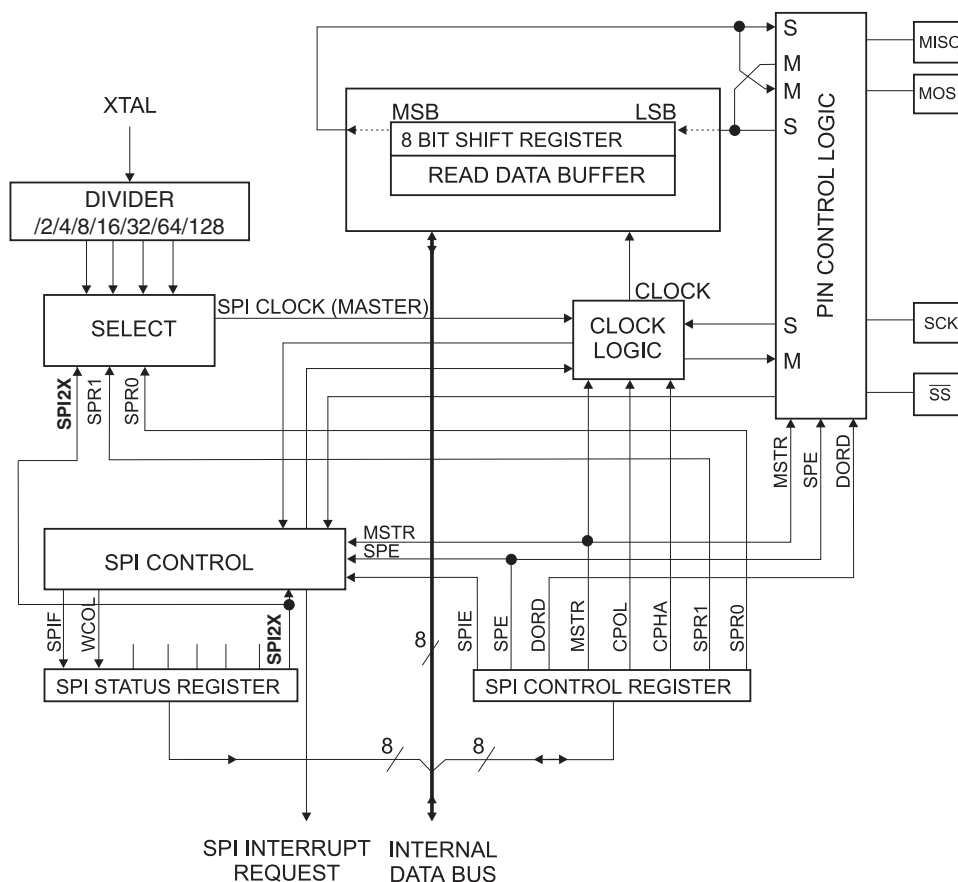 S
MISO
M
MSB
LSB
M
MOS
XTAL
8 BIT SHIFT REGISTER
S
READ DATA BUFFER
PIN CONTROL LOGIC
DIVIDER
/2/4/8/16/32/64/128
SPI CLOCK (MASTER)
CLOCK
SELECT
CLOCK
LOGIC
S
SCK
M
SPI2X
SPR1
SPR0
SS
MSTR
SPE
DORD
MSTR
SPE
SPI CONTROL
SPIF
WCOL
SPI2X
8
SPIE
SPE
DORD
MSTR
CPOL
CPHA
SPR1
SPR0
SPI STATUS REGISTER
SPI CONTROL REGISTER
8
8
SPI INTERRUPT
REQUEST
INTERNAL
DATA BUS